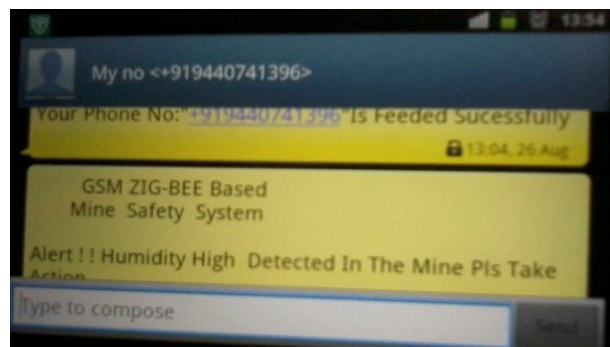 13:54
My no <+919440741396>
Your Phone No:"+919440741396"Is Feeded Sucessfully
13:04, 26 Aug
GSM ZIG-BEE Based
Mine Safety System
Alert ! ! Humidity High Detected In The Mine Pls Take
Action
Type to compose
Send